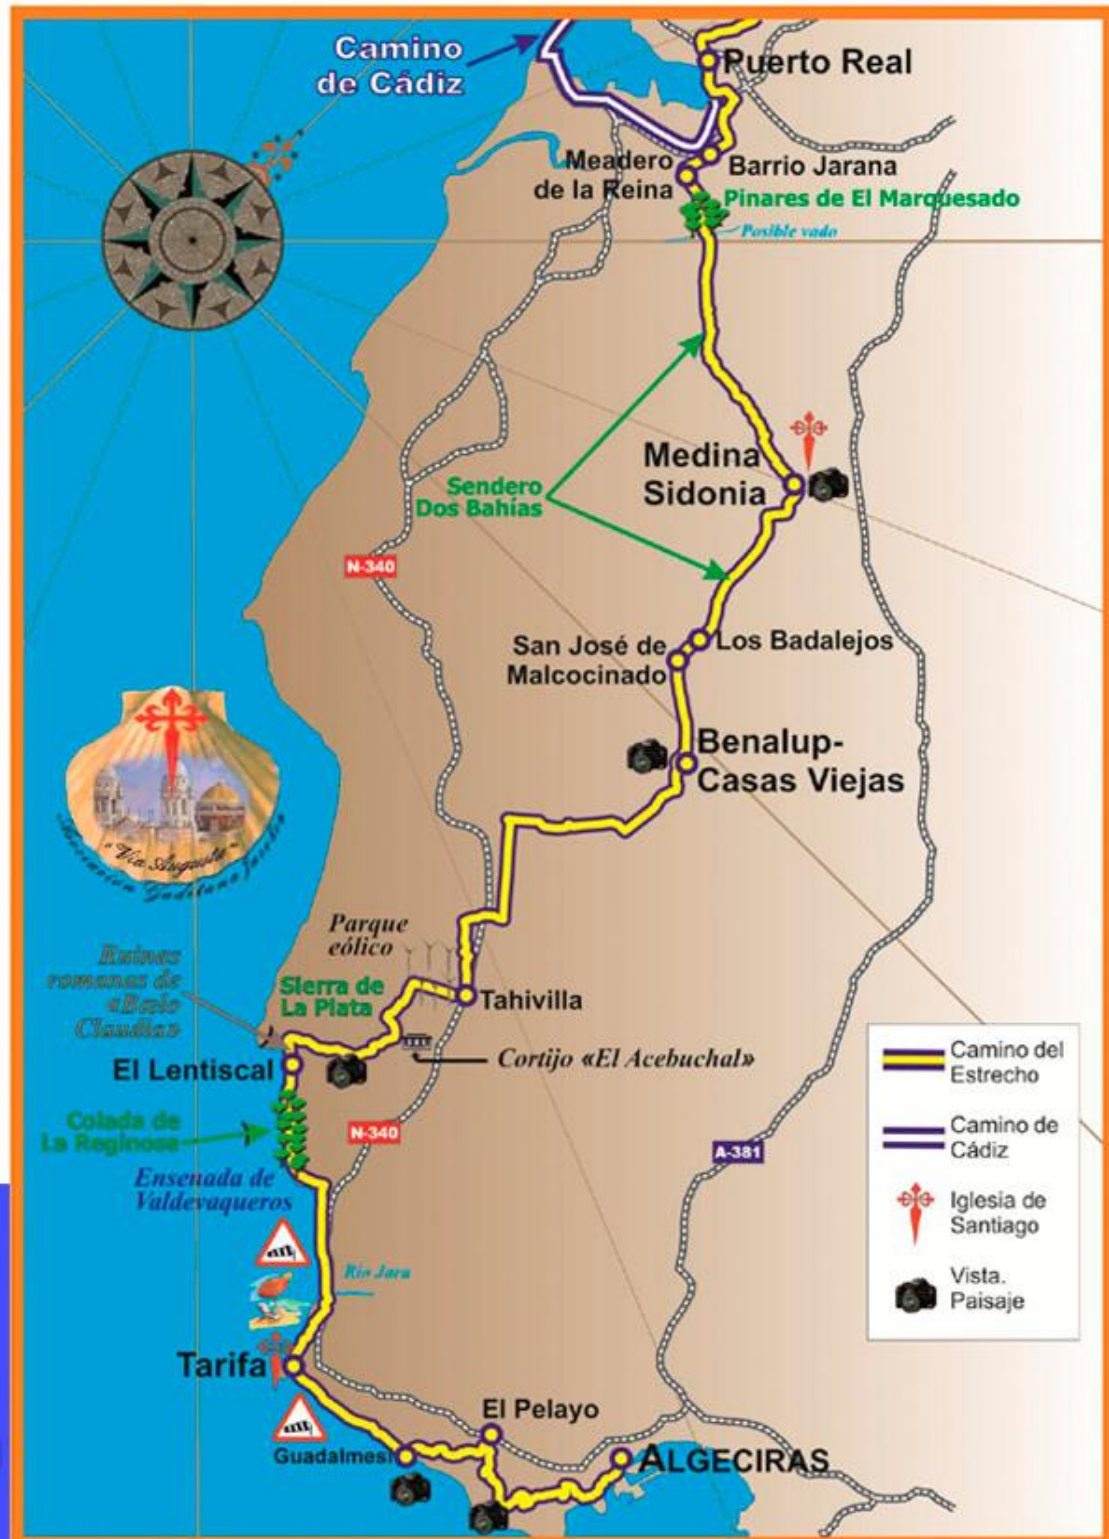 Camino
de Cádiz
Puerto Real
Meadero
de la Reina
Barrio Jarana
Pinares de El Marquesado
Posible vado
Medina
Sidonia
Sendero
Dos Bahías
N-340
San José de
Malcocinado
Los Badalejos
Benalup-
Casas Viejas
«Vía Augusta»
Asociación Gaditana Jacobea
Parque
eólico
Ruinas
romanas de
«Bœlo
Claudia»
Sierra de
La Plata
Tahivilla
El Lentiscal
Cortijo «El Acebuchal»
Colada de
La Reginosa
N-340
A-381
Ensenada de
Valdevaqueros
Río Jara
Tarifa
El Pelayo
Guadalmesí
ALGECIRAS
Camino del
Estrecho
Camino de
Cádiz
Iglesia de
Santiago
Vista.
Paisaje